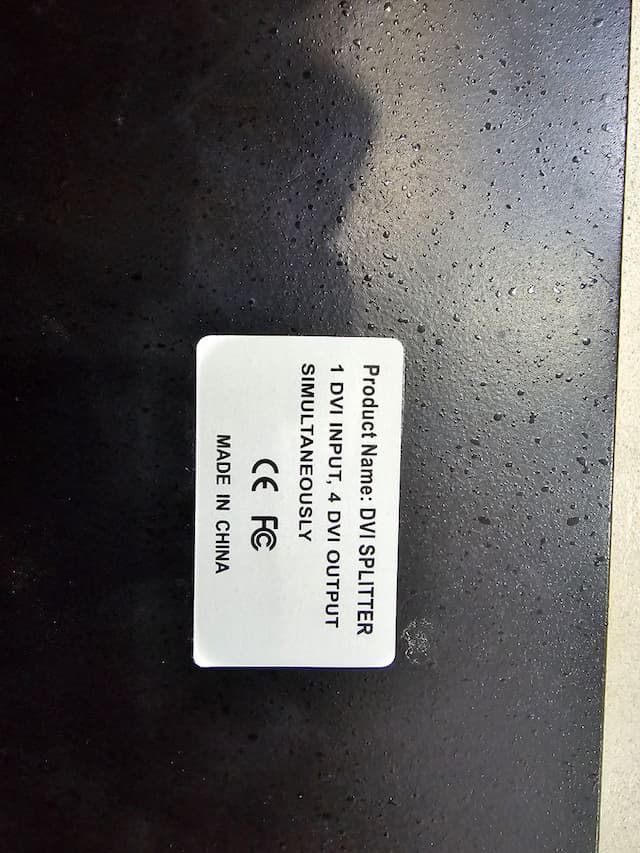 Product Name: DVI SPLITTER
1 DVI INPUT, 4 DVI OUTPUT
SIMULTANEOUSLY
CE FC
MADE IN CHINA